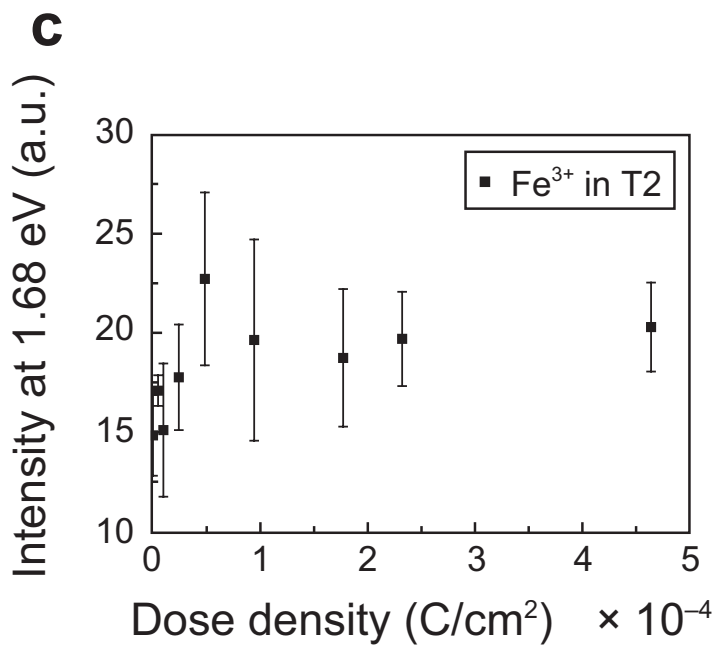 c
Intensity at 1.68 eV (a.u.)
30
25
20
15
10
Fe³⁺ in T2
0 1 2 3 4 5
Dose density (C/cm²) × 10⁻⁴